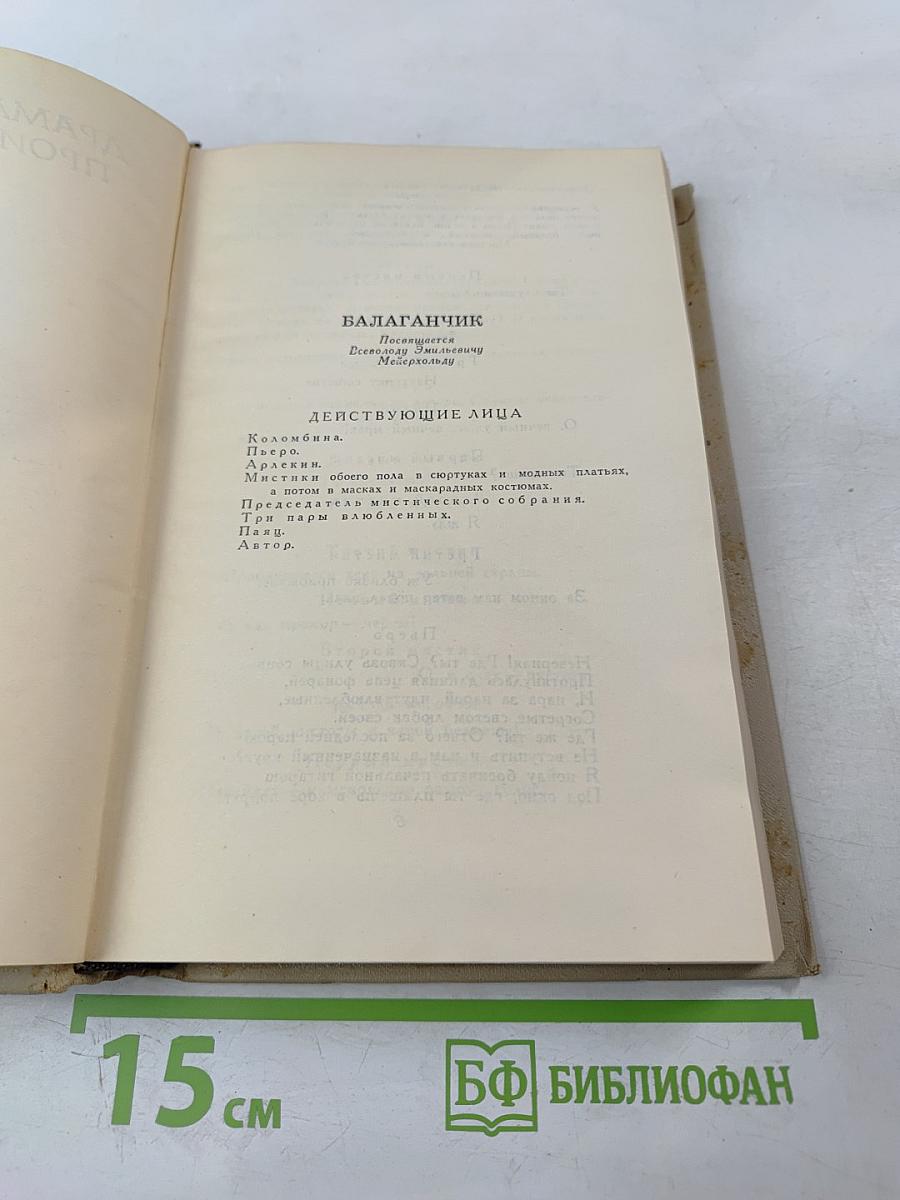 БАЛАГАНЧИК
Посвящается
Всеволоду Эмильевичу
Мейерхольду
ДЕЙСТВУЮЩИЕ ЛИЦА
Коломбина.
Пьеро.
Арлекин.
Мистики обоего пола в сюртуках и модных платьях,
а потом в масках и маскарадных костюмах.
Председатель мистического собрания.
Три пары влюбленных.
Паяц.
Автор.
15 см
БФ БИБЛИОФАН